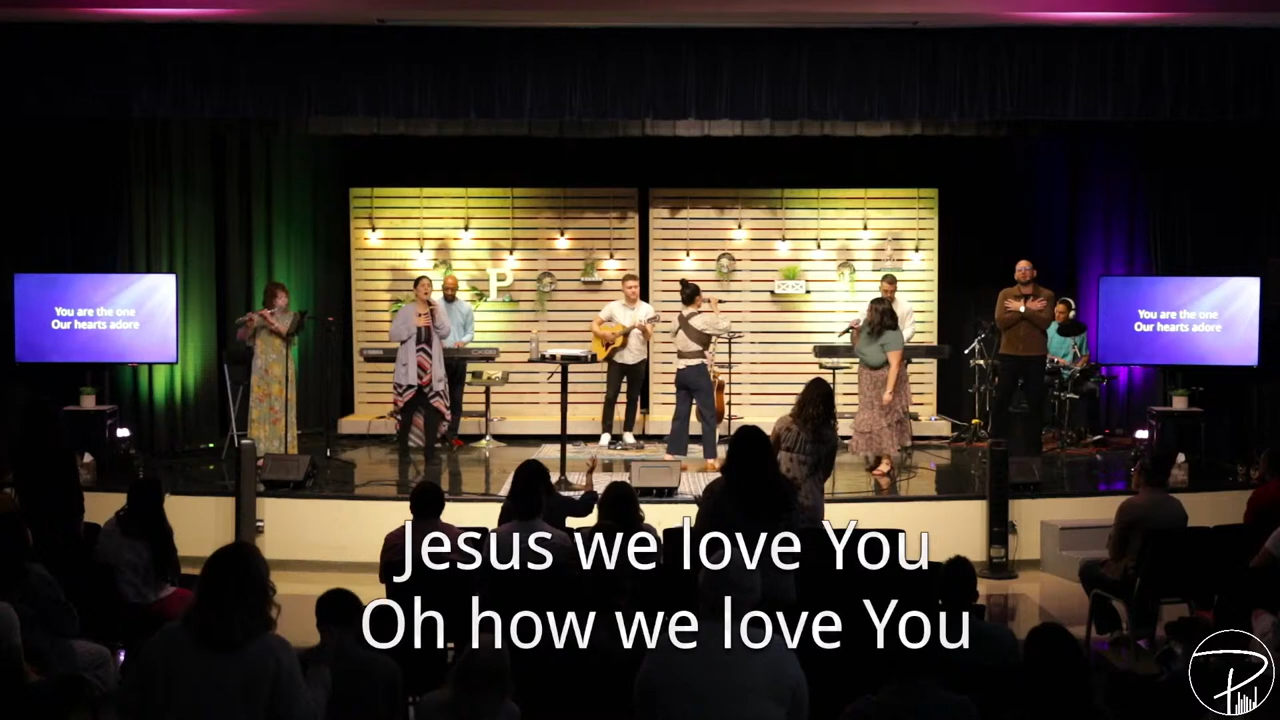 You are the one
Our hearts adore
P
You are the one
Our hearts adore
Jesus we love You
Oh how we love You